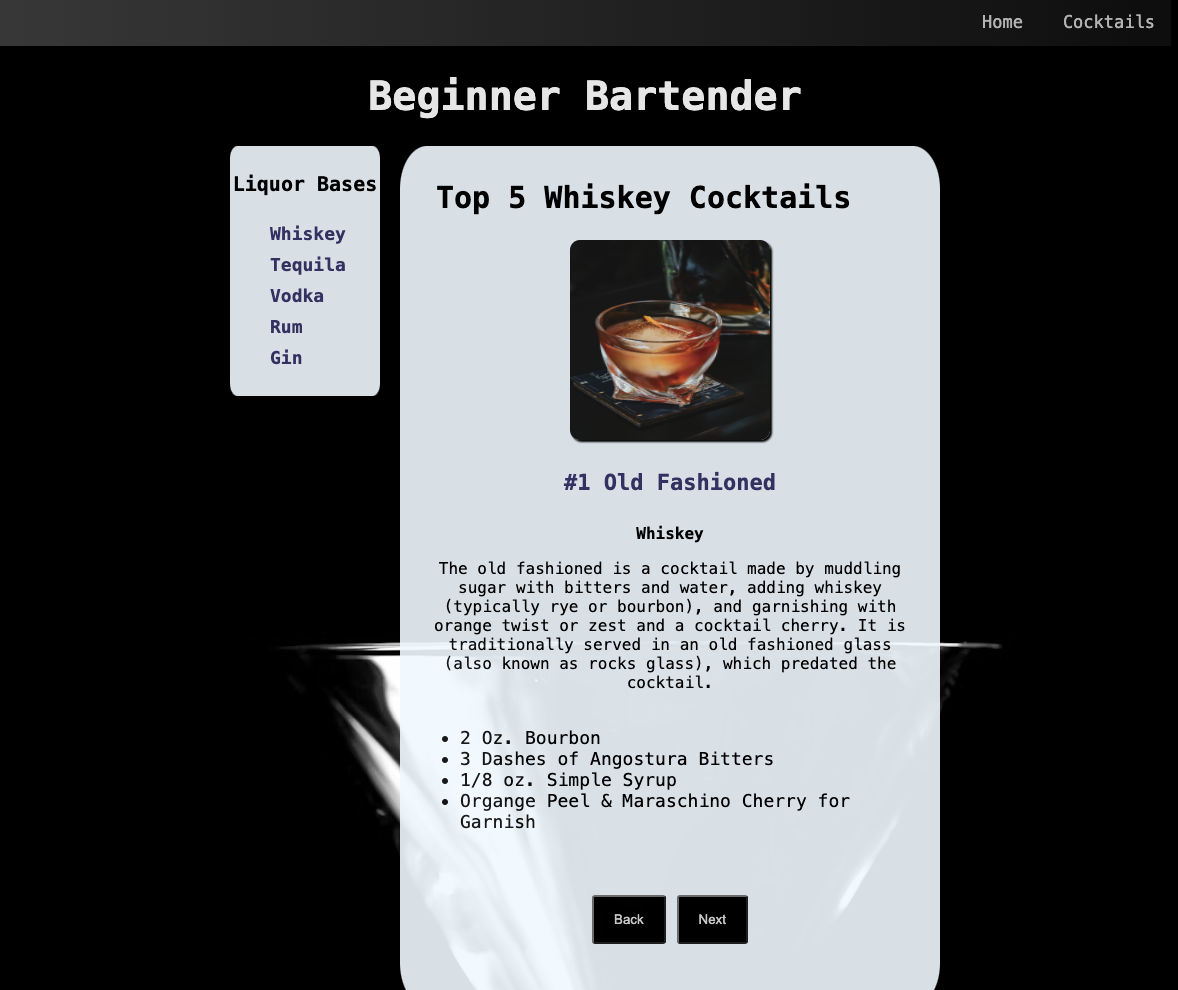 Home Cocktails
Beginner Bartender
Liquor Bases
Whiskey
Tequila
Vodka
Rum
Gin
Top 5 Whiskey Cocktails
#1 Old Fashioned
Whiskey
The old fashioned is a cocktail made by muddling
sugar with bitters and water, adding whiskey
(typically rye or bourbon), and garnishing with
orange twist or zest and a cocktail cherry. It is
traditionally served in an old fashioned glass
(also known as rocks glass), which predated the
cocktail.
• 2 Oz. Bourbon
• 3 Dashes of Angostura Bitters
• 1/8 oz. Simple Syrup
• Organge Peel & Maraschino Cherry for
Garnish
Back Next